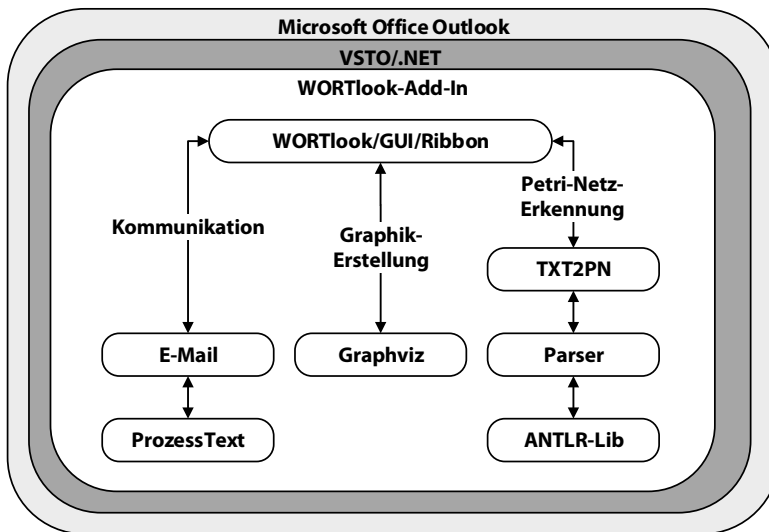 Microsoft Office Outlook
VSTO/.NET
WORTlook-Add-In
WORTlook/GUI/Ribbon
Kommunikation
Graphik-
Erstellung
Petri-Netz-
Erkennung
TXT2PN
E-Mail
Graphviz
Parser
ProzessText
ANTLR-Lib